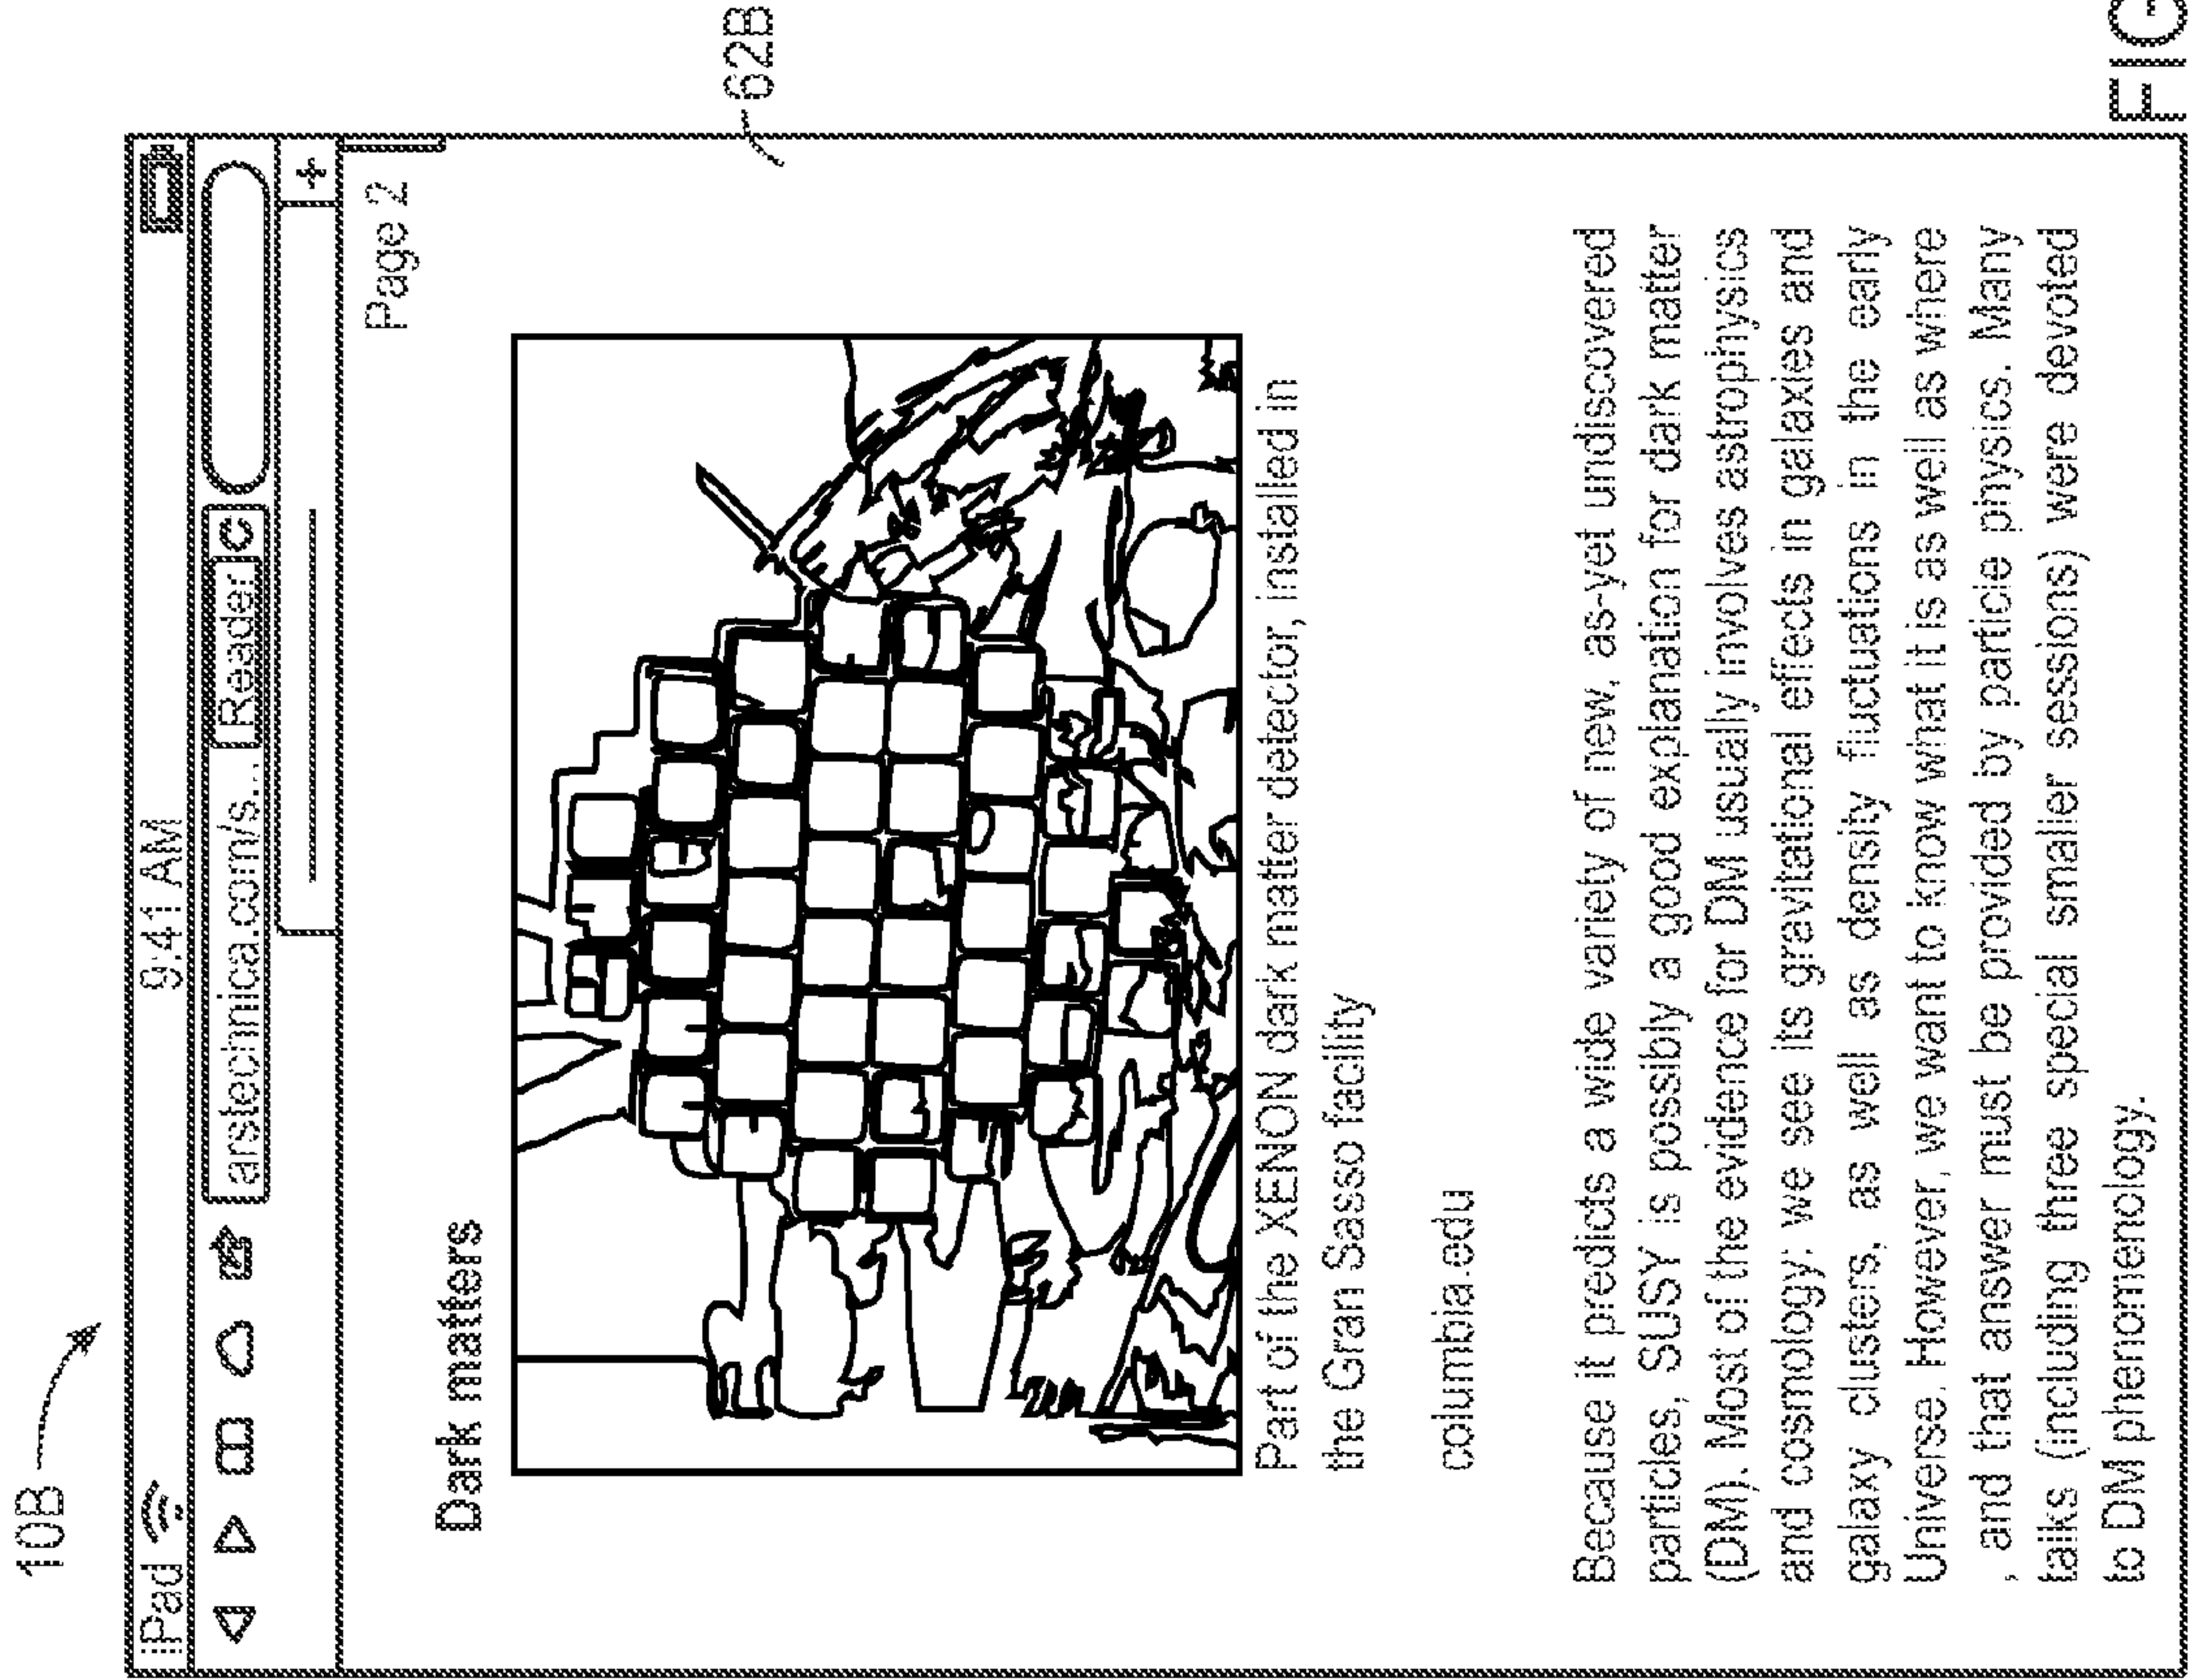 10B
iPad 9:41 AM
arstechnica.com/s... Reader
+
Page 2
62B
Dark matters
Part of the XENON dark matter detector, installed in
the Gran Sasso facility
columbia.edu
Because it predicts a wide variety of new, as-yet undiscovered
particles, SUSY is possibly a good explanation for dark matter
(DM). Most of the evidence for DM usually involves astrophysics
and cosmology: we see its gravitational effects in galaxies and
galaxy clusters, as well as density fluctuations in the early
Universe. However, we want to know what it is as well as where
, and that answer must be provided by particle physics. Many
talks (including three special smaller sessions) were devoted
to DM phenomenology.
FIG